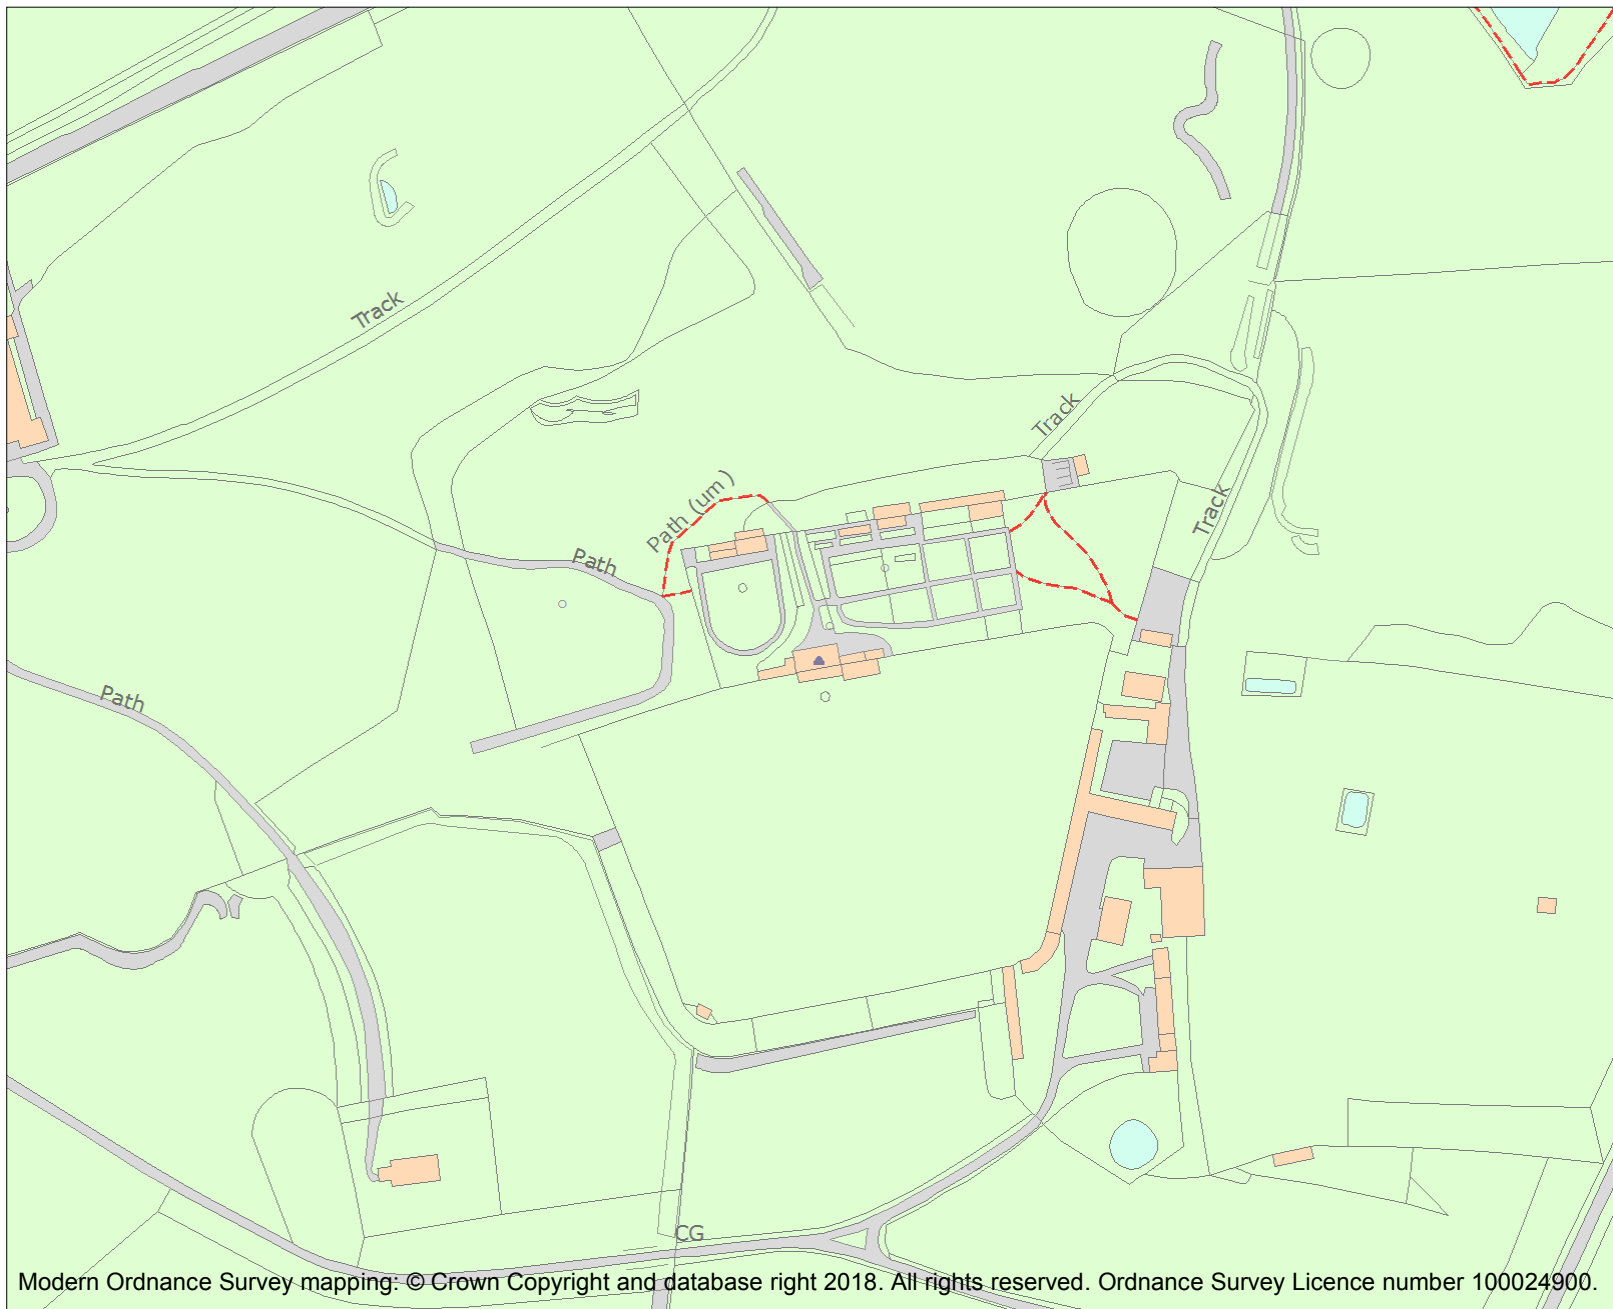 Track
Track
Path (um )
Track
Path
Path
CG
Modern Ordnance Survey mapping: © Crown Copyright and database right 2018. All rights reserved. Ordnance Survey Licence number 100024900.